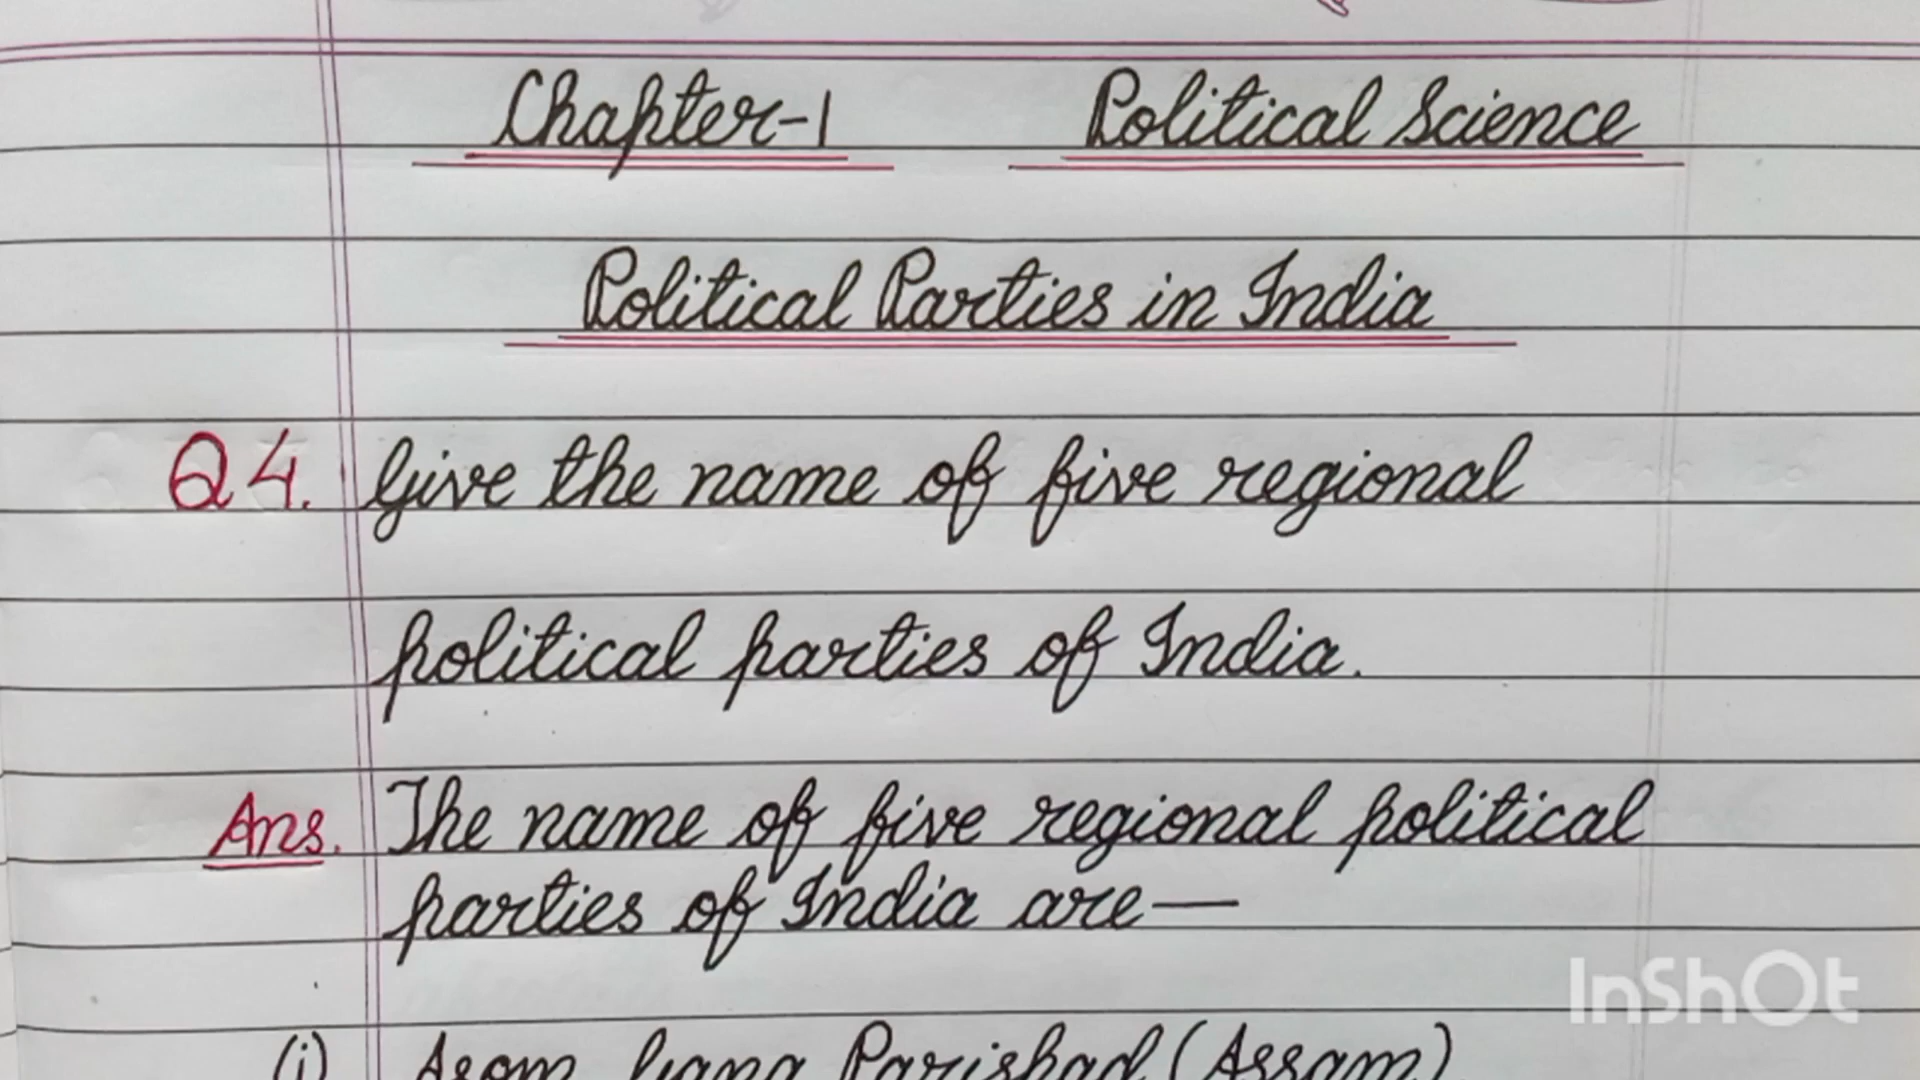 Chapter-1 Political Science
Political Parties in India
Q4. Give the name of five regional
political parties of India.
Ans. The name of five regional political
parties of India are—
(i) Asom Gana Parishad (Assam)
InShOt